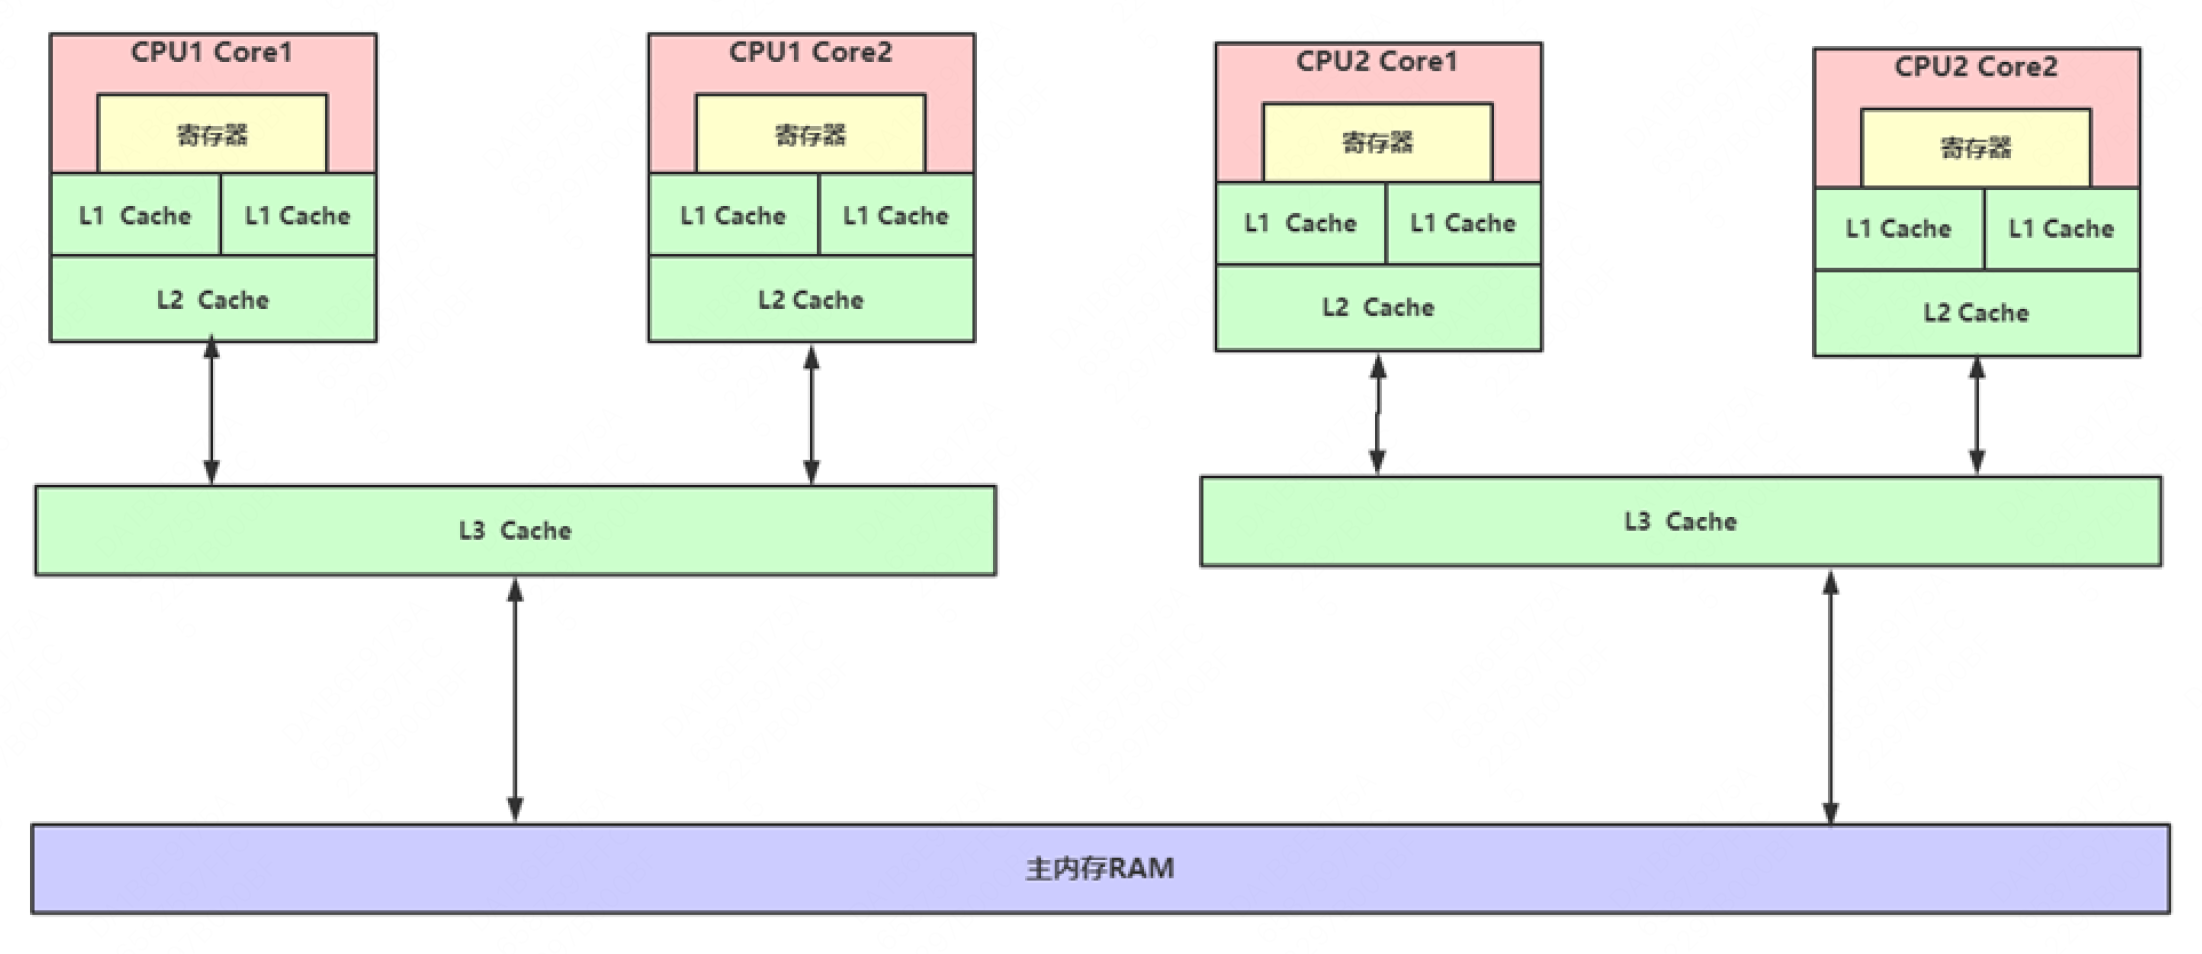 CPU1 Core1
CPU1 Core2
CPU2 Core1
CPU2 Core2
寄存器
寄存器
寄存器
寄存器
L1 Cache
L1 Cache
L1 Cache
L1 Cache
L1 Cache
L1 Cache
L1 Cache
L1 Cache
L2 Cache
L2 Cache
L2 Cache
L2 Cache
L3 Cache
L3 Cache
主内存RAM